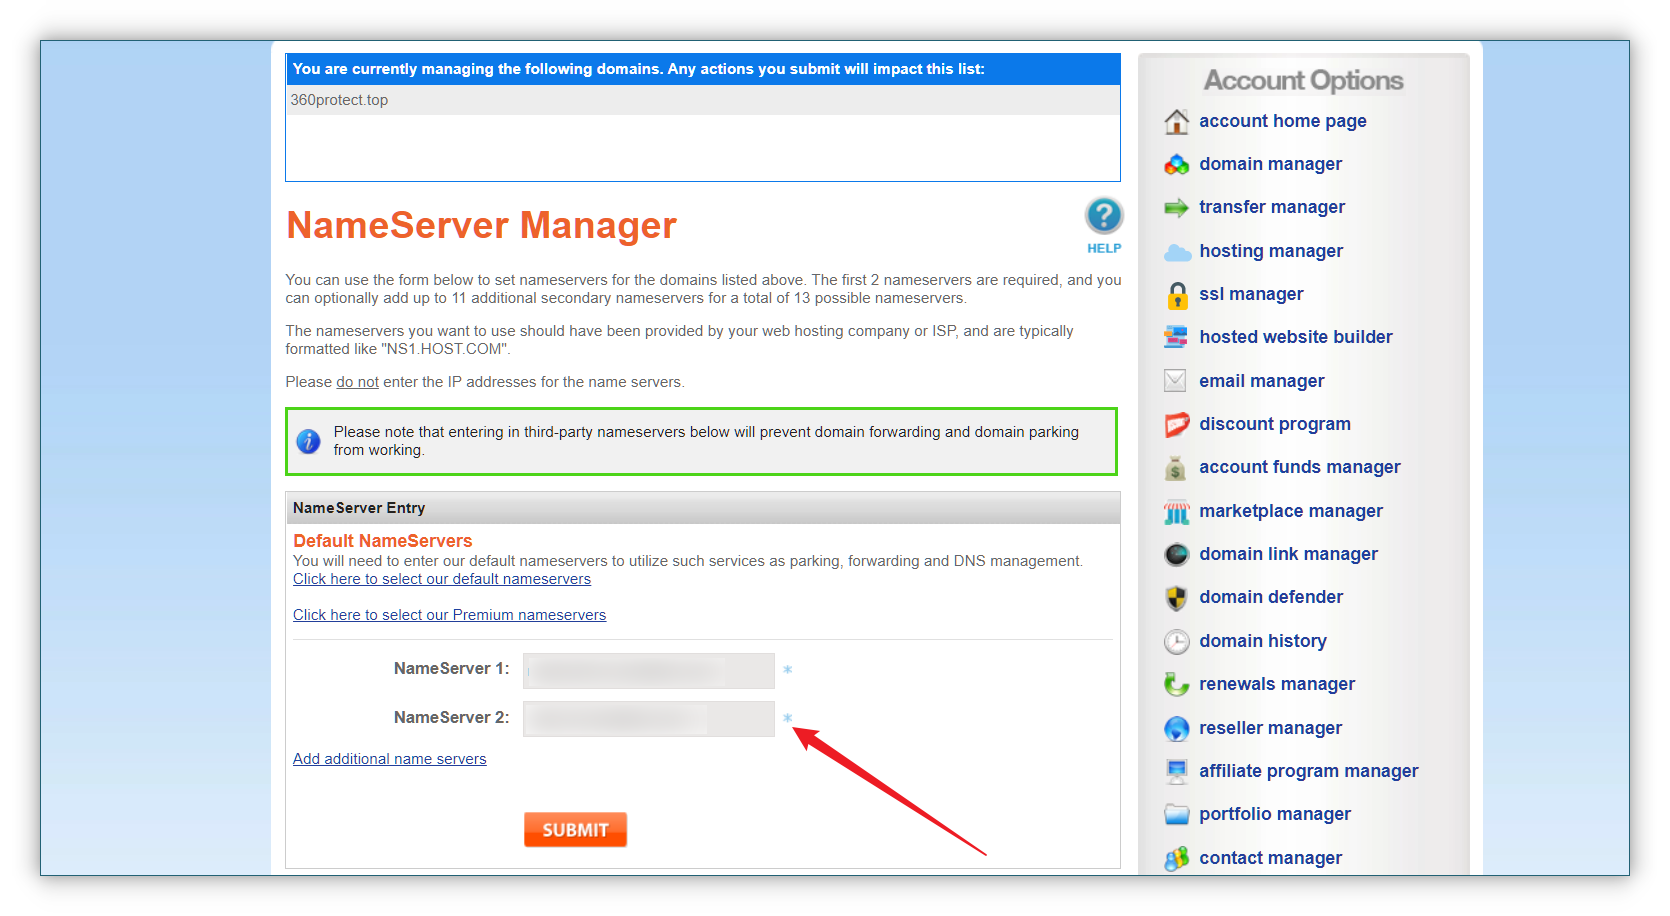 You are currently managing the following domains. Any actions you submit will impact this list:
360protect.top
NameServer Manager
HELP
You can use the form below to set nameservers for the domains listed above. The first 2 nameservers are required, and you
can optionally add up to 11 additional secondary nameservers for a total of 13 possible nameservers.
The nameservers you want to use should have been provided by your web hosting company or ISP, and are typically
formatted like "NS1.HOST.COM".
Please do not enter the IP addresses for the name servers.
Please note that entering in third-party nameservers below will prevent domain forwarding and domain parking
from working.
NameServer Entry
Default NameServers
You will need to enter our default nameservers to utilize such services as parking, forwarding and DNS management.
Click here to select our default nameservers
Click here to select our Premium nameservers
NameServer 1: *
NameServer 2: *
Add additional name servers
SUBMIT
Account Options
account home page
domain manager
transfer manager
hosting manager
ssl manager
hosted website builder
email manager
discount program
account funds manager
marketplace manager
domain link manager
domain defender
domain history
renewals manager
reseller manager
affiliate program manager
portfolio manager
contact manager